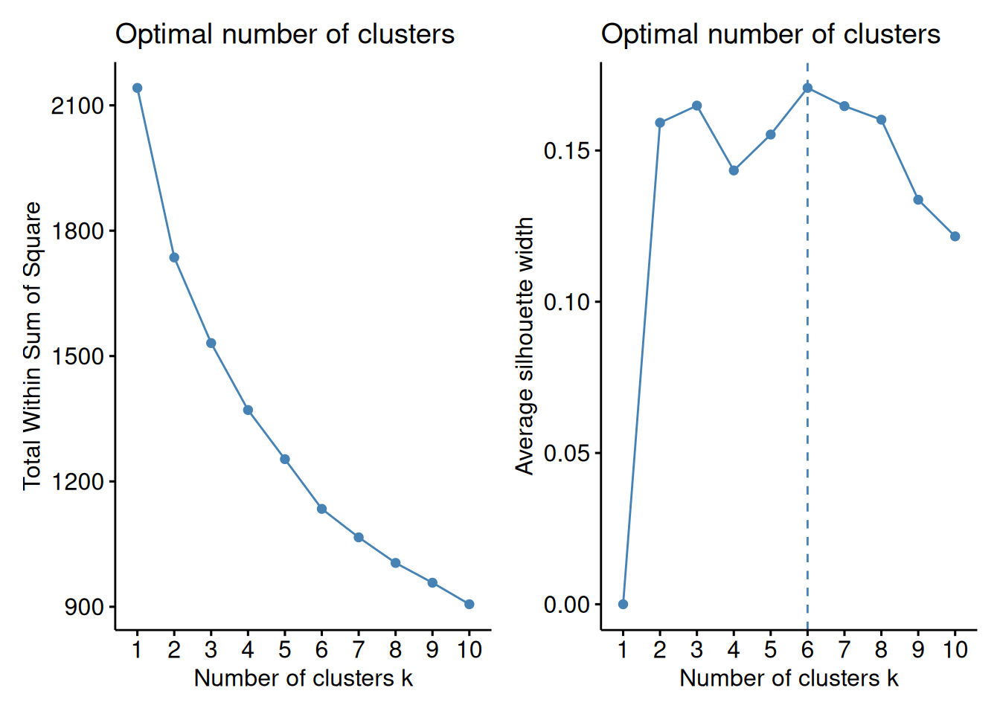 Optimal number of clusters
Total Within Sum of Square
2100
1800
1500
1200
900
1 2 3 4 5 6 7 8 9 10
Number of clusters k
Optimal number of clusters
Average silhouette width
0.15
0.10
0.05
0.00
1 2 3 4 5 6 7 8 9 10
Number of clusters k